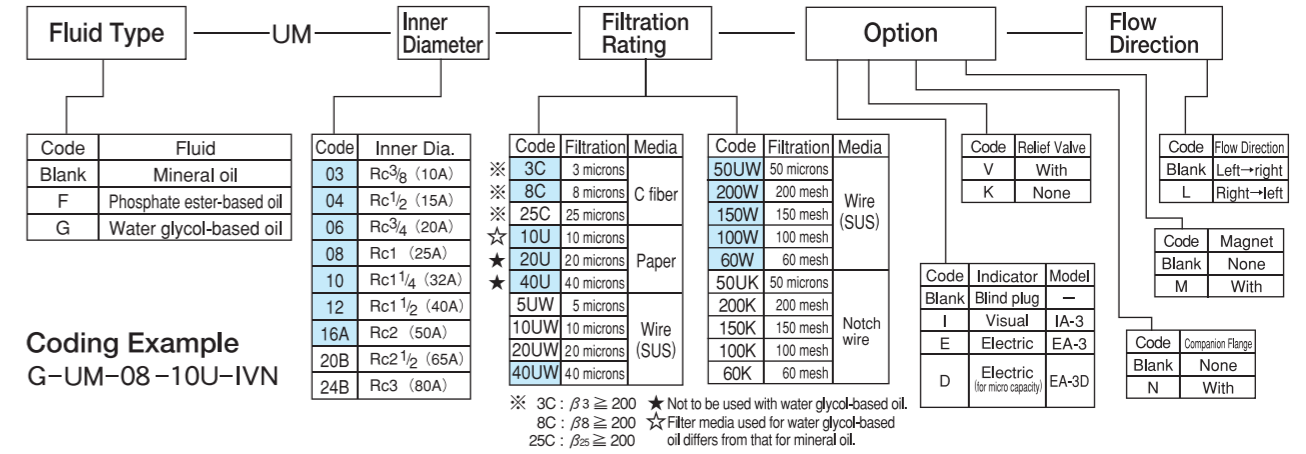 Fluid Type UM Inner Diameter Filtration Rating Option Flow Direction
Code Fluid
Blank Mineral oil
F Phosphate ester-based oil
G Water glycol-based oil
Code Inner Dia.
03 Rc3/8 (10A)
04 Rc1/2 (15A)
06 Rc3/4 (20A)
08 Rc1 (25A)
10 Rc1 1/4 (32A)
12 Rc1 1/2 (40A)
16A Rc2 (50A)
20B Rc2 1/2 (65A)
24B Rc3 (80A)
Code Filtration Media
※ 3C 3 microns C fiber
※ 8C 8 microns
※ 25C 25 microns
☆ 10U 10 microns Paper
★ 20U 20 microns
★ 40U 40 microns
5UW 5 microns Wire (SUS)
10UW 10 microns
20UW 20 microns
40UW 40 microns
Code Filtration Media
50UW 50 microns Wire (SUS)
200W 200 mesh
150W 150 mesh
100W 100 mesh
60W 60 mesh
50UK 50 microns Notch wire
200K 200 mesh
150K 150 mesh
100K 100 mesh
60K 60 mesh
※ 3C : β3≧200 ★Not to be used with water glycol-based oil.
8C : β8≧200 ☆Filter media used for water glycol-based
25C : β25≧200 oil differs from that for mineral oil.
Code Indicator Model
Blank Blind plug –
I Visual IA-3
E Electric EA-3
D Electric (for micro capacity) EA-3D
Code Relief Valve
V With
K None
Code Companion Flange
Blank None
N With
Code Magnet
Blank None
M With
Code Flow Direction
Blank Left→right
L Right→left
Coding Example
G-UM-08-10U-IVN